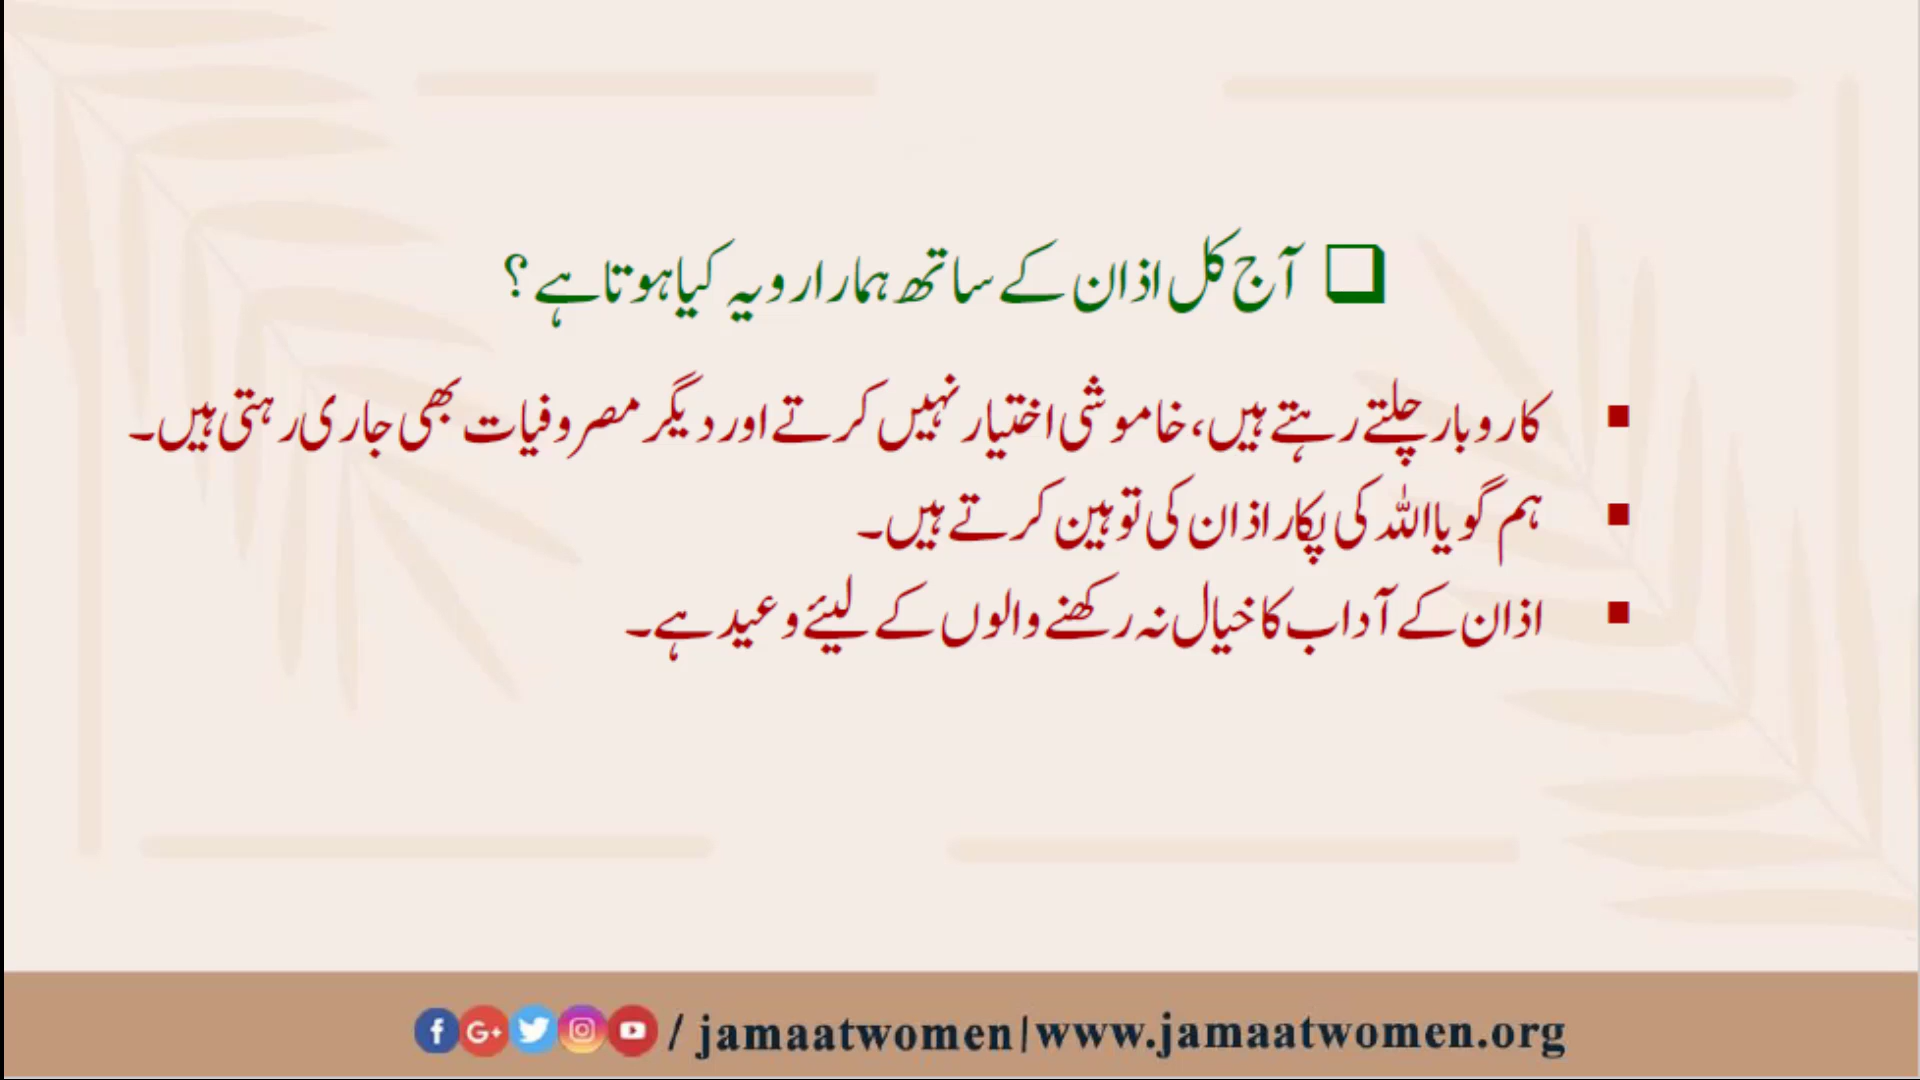 آج کل اذان کے ساتھ ہمارا رویہ کیا ہوتا ہے؟
کاروبار چلتے رہتے ہیں، خاموشی اختیار نہیں کرتے اور دیگر مصروفیات بھی جاری رہتی ہیں۔
ہم گویا اللہ کی پکار اذان کی توہین کرتے ہیں۔
اذان کے آداب کا خیال نہ رکھنے والوں کے لیئے وعید ہے۔
/ jamaatwomen|www.jamaatwomen.org